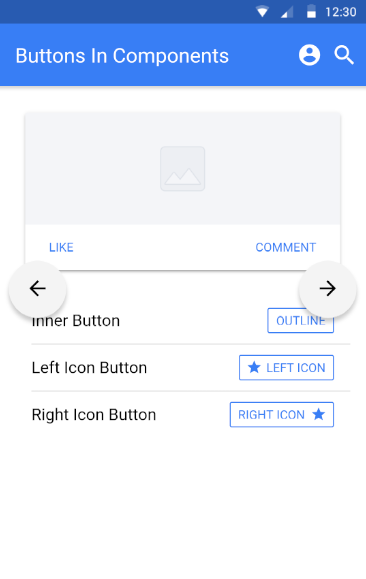 12:30
Buttons In Components
LIKE COMMENT
Inner Button OUTLINE
Left Icon Button LEFT ICON
Right Icon Button RIGHT ICON